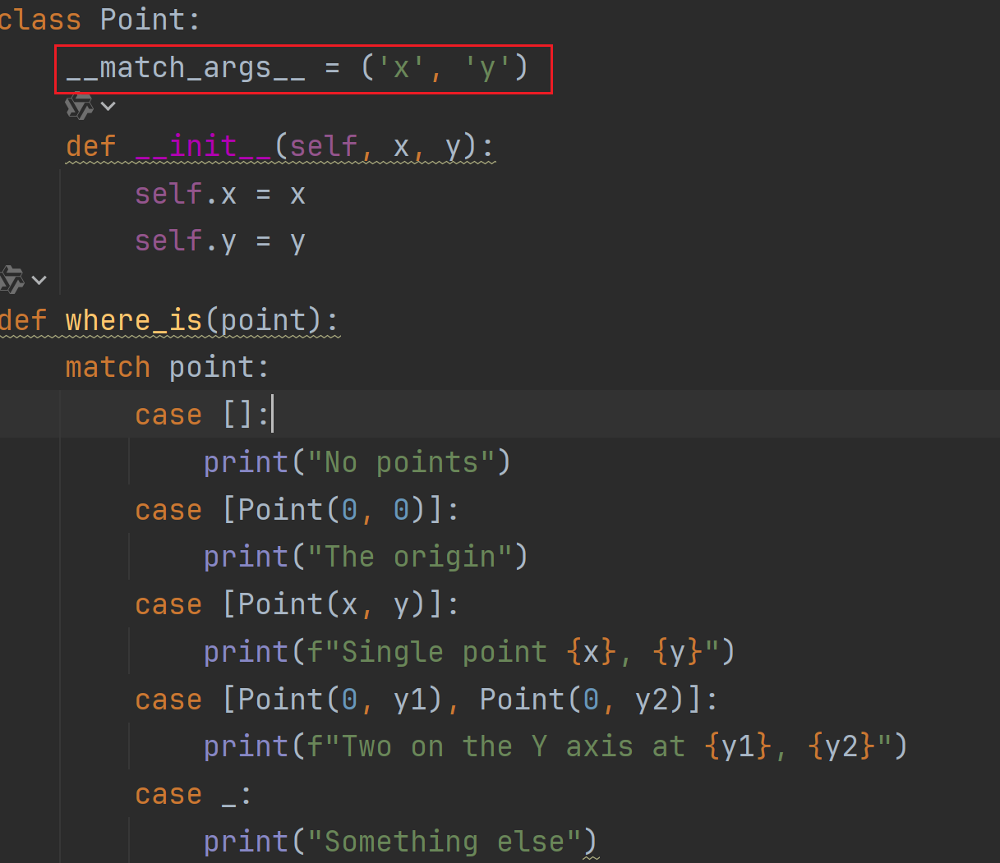 class Point:
    __match_args__ = ('x', 'y')
    def __init__(self, x, y):
        self.x = x
        self.y = y
def where_is(point):
    match point:
        case []:
            print("No points")
        case [Point(0, 0)]:
            print("The origin")
        case [Point(x, y)]:
            print(f"Single point {x}, {y}")
        case [Point(0, y1), Point(0, y2)]:
            print(f"Two on the Y axis at {y1}, {y2}")
        case _:
            print("Something else")